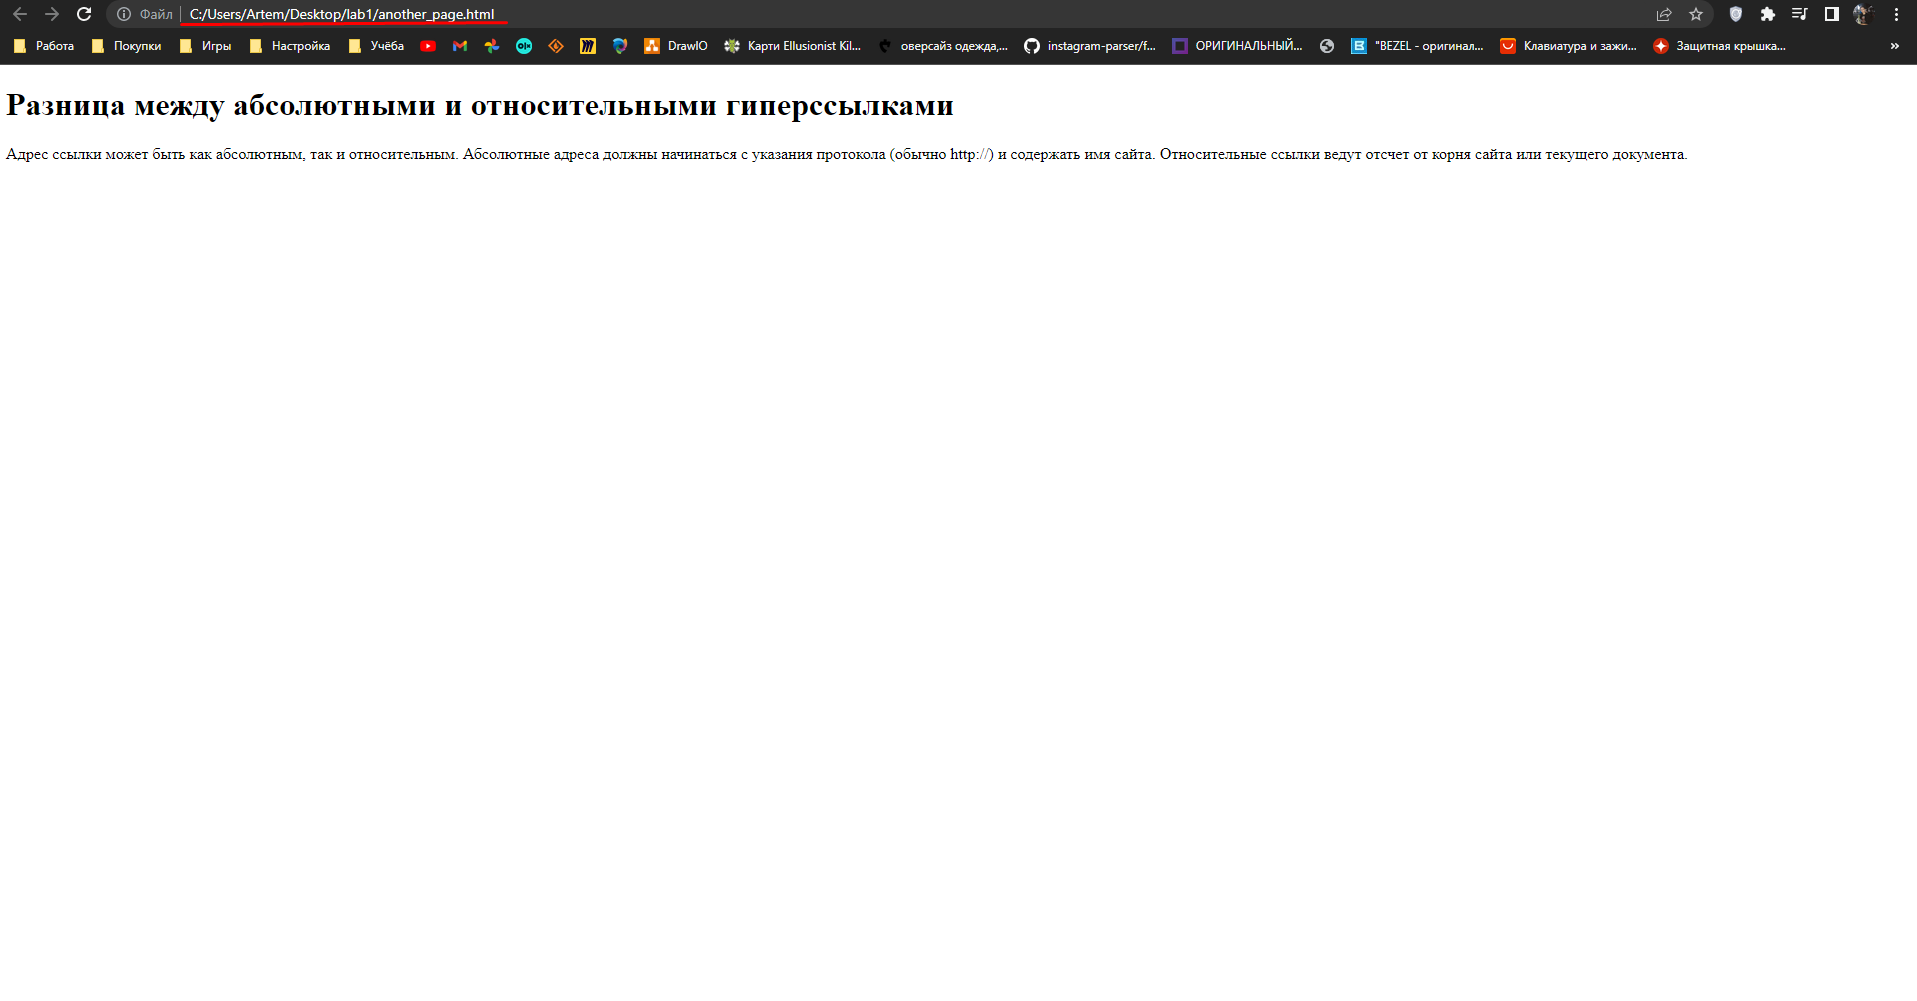 Файл C:/Users/Artem/Desktop/lab1/another_page.html
Работа Покупки Игры Настройка Учёба DrawIO Карти Ellusionist Kil... оверсайз одежда,... instagram-parser/f... ОРИГИНАЛЬНЫЙ... "BEZEL - оригинал... Клавиатура и зажи... Защитная крышка... »
Разница между абсолютными и относительными гиперссылками
Адрес ссылки может быть как абсолютным, так и относительным. Абсолютные адреса должны начинаться с указания протокола (обычно http://) и содержать имя сайта. Относительные ссылки ведут отсчет от корня сайта или текущего документа.